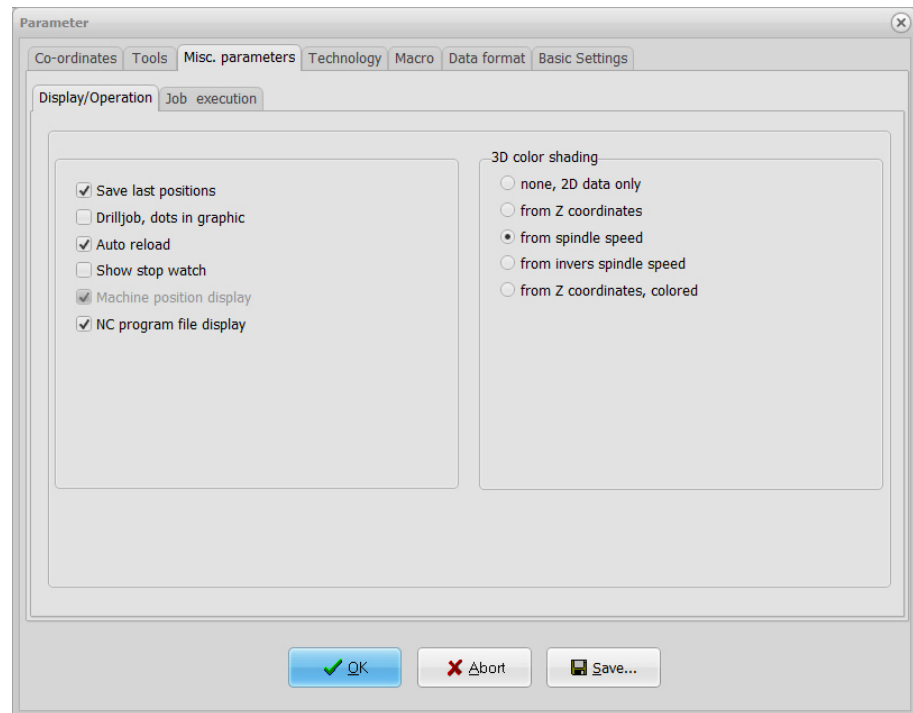 Parameter
Co-ordinates Tools Misc. parameters Technology Macro Data format Basic Settings
Display/Operation Job execution
Save last positions
Drilljob, dots in graphic
Auto reload
Show stop watch
Machine position display
NC program file display
3D color shading
none, 2D data only
from Z coordinates
from spindle speed
from invers spindle speed
from Z coordinates, colored
OK Abort Save...